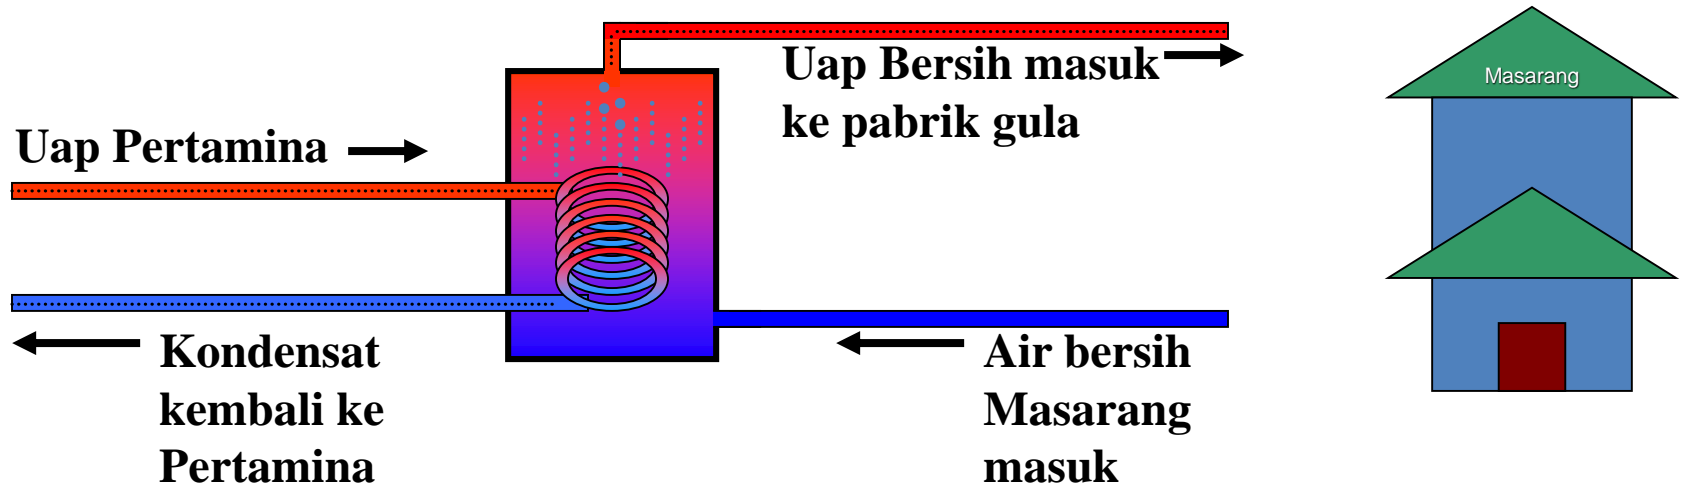 Uap Pertamina
Uap Bersih masuk
ke pabrik gula
Masarang
Kondensat
kembali ke
Pertamina
Air bersih
Masarang
masuk